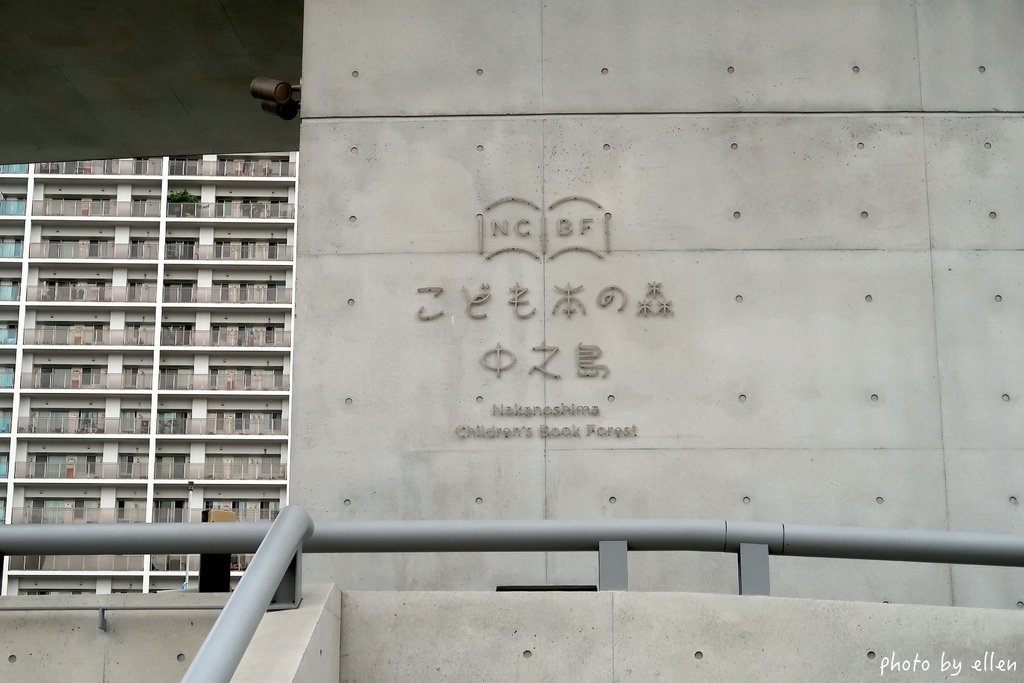 NC BF
こども本の森
中之島
Nakanoshima
Children's Book Forest
photo by ellen